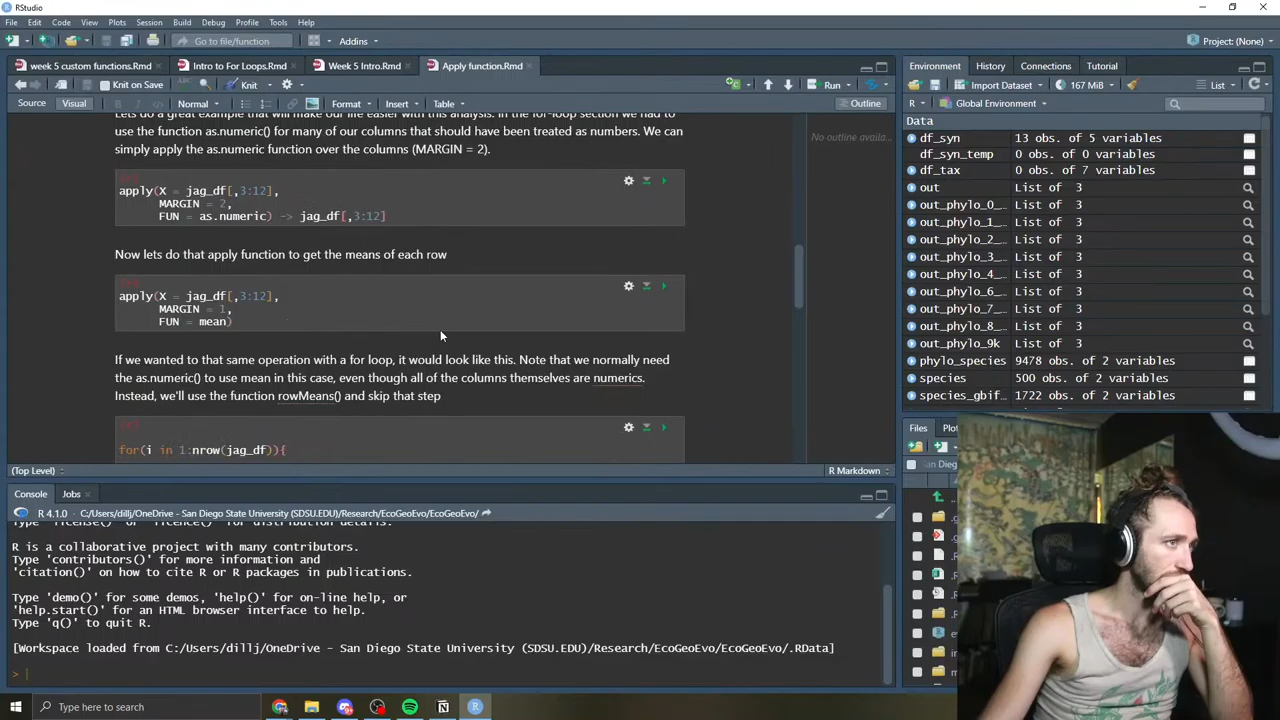 RStudio
File Edit Code View Plots Session Build Debug Profile Tools Help
Go to file/function
Addins
Project: (None)
week 5 custom functions.Rmd
Intro to For Loops.Rmd
Week 5 Intro.Rmd
Apply function.Rmd
Knit on Save
Knit
Run
Source
Visual
Normal
Format
Insert
Table
Outline
Lets do a great example that will make our life easier with this analysis. In the for-loop section we had to
use the function as.numeric() for many of our columns that should have been treated as numbers. We can
simply apply the as.numeric function over the columns (MARGIN = 2).
apply(X = jag_df[,3:12],
MARGIN = 2,
FUN = as.numeric) -> jag_df[,3:12]
Now lets do that apply function to get the means of each row
apply(X = jag_df[,3:12],
MARGIN = 1,
FUN = mean)
If we wanted to that same operation with a for loop, it would look like this. Note that we normally need
the as.numeric() to use mean in this case, even though all of the columns themselves are numerics.
Instead, we'll use the function rowMeans() and skip that step
for(i in 1:nrow(jag_df)){
No outline availa...
(Top Level)
R Markdown
Console
Jobs
R 4.1.0 · C:/Users/dillj/OneDrive - San Diego State University (SDSU.EDU)/Research/EcoGeoEvo/EcoGeoEvo/
R is a collaborative project with many contributors.
Type 'contributors()' for more information and
'citation()' on how to cite R or R packages in publications.
Type 'demo()' for some demos, 'help()' for on-line help, or
'help.start()' for an HTML browser interface to help.
Type 'q()' to quit R.
[Workspace loaded from C:/Users/dillj/OneDrive - San Diego State University (SDSU.EDU)/Research/EcoGeoEvo/EcoGeoEvo/.RData]
>
Environment
History
Connections
Tutorial
Import Dataset
167 MiB
List
R
Global Environment
Data
df_syn 13 obs. of 5 variables
df_syn_temp 0 obs. of 0 variables
df_tax 0 obs. of 7 variables
out List of 3
out_phylo_0_… List of 3
out_phylo_1_… List of 3
out_phylo_2_… List of 3
out_phylo_3_… List of 3
out_phylo_4_… List of 3
out_phylo_6_… List of 3
out_phylo_7_… List of 3
out_phylo_8_… List of 3
out_phylo_9k List of 3
phylo_species 9478 obs. of 2 variables
species 500 obs. of 2 variables
species_gbif… 1722 obs. of 2 variables
Files
Plot
San Dieg
Type here to search